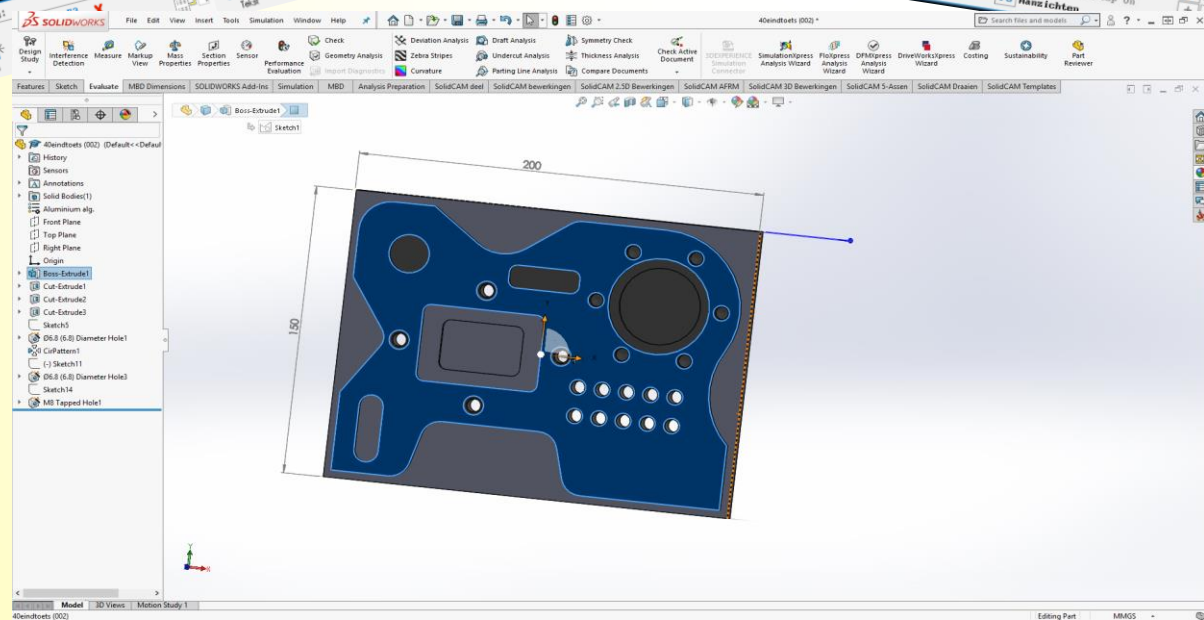 Tekst
Aanzichten
SOLIDWORKS
File Edit View Insert Tools Simulation Window Help
40eindtoets (002) *
Search files and models
Design Study
Interference Detection
Measure
Markup View
Mass Properties
Section Properties
Sensor
Performance Evaluation
Check
Geometry Analysis
Import Diagnostics
Deviation Analysis
Zebra Stripes
Curvature
Draft Analysis
Undercut Analysis
Parting Line Analysis
Symmetry Check
Thickness Analysis
Compare Documents
Check Active Document
3DEXPERIENCE Simulation Connector
SimulationXpress Analysis Wizard
FloXpress Analysis Wizard
DFMXpress Analysis Wizard
DriveWorksXpress Wizard
Costing
Sustainability
Part Reviewer
Features Sketch Evaluate MBD Dimensions SOLIDWORKS Add-Ins Simulation MBD Analysis Preparation SolidCAM deel SolidCAM bewerkingen SolidCAM 2.5D Bewerkingen SolidCAM AFRM SolidCAM 3D Bewerkingen SolidCAM 5-Assen SolidCAM Draaien SolidCAM Templates
Boss-Extrude1
Sketch1
40eindtoets (002) (Default<<Defaul
History
Sensors
Annotations
Solid Bodies(1)
Aluminium alg.
Front Plane
Top Plane
Right Plane
Origin
Boss-Extrude1
Cut-Extrude1
Cut-Extrude2
Cut-Extrude3
Sketch5
Ø6.8 (6.8) Diameter Hole1
CirPattern1
(-) Sketch11
Ø6.8 (6.8) Diameter Hole3
Sketch14
M8 Tapped Hole1
200
150
Y
X
Model 3D Views Motion Study 1
40eindtoets (002)
Editing Part
MMGS